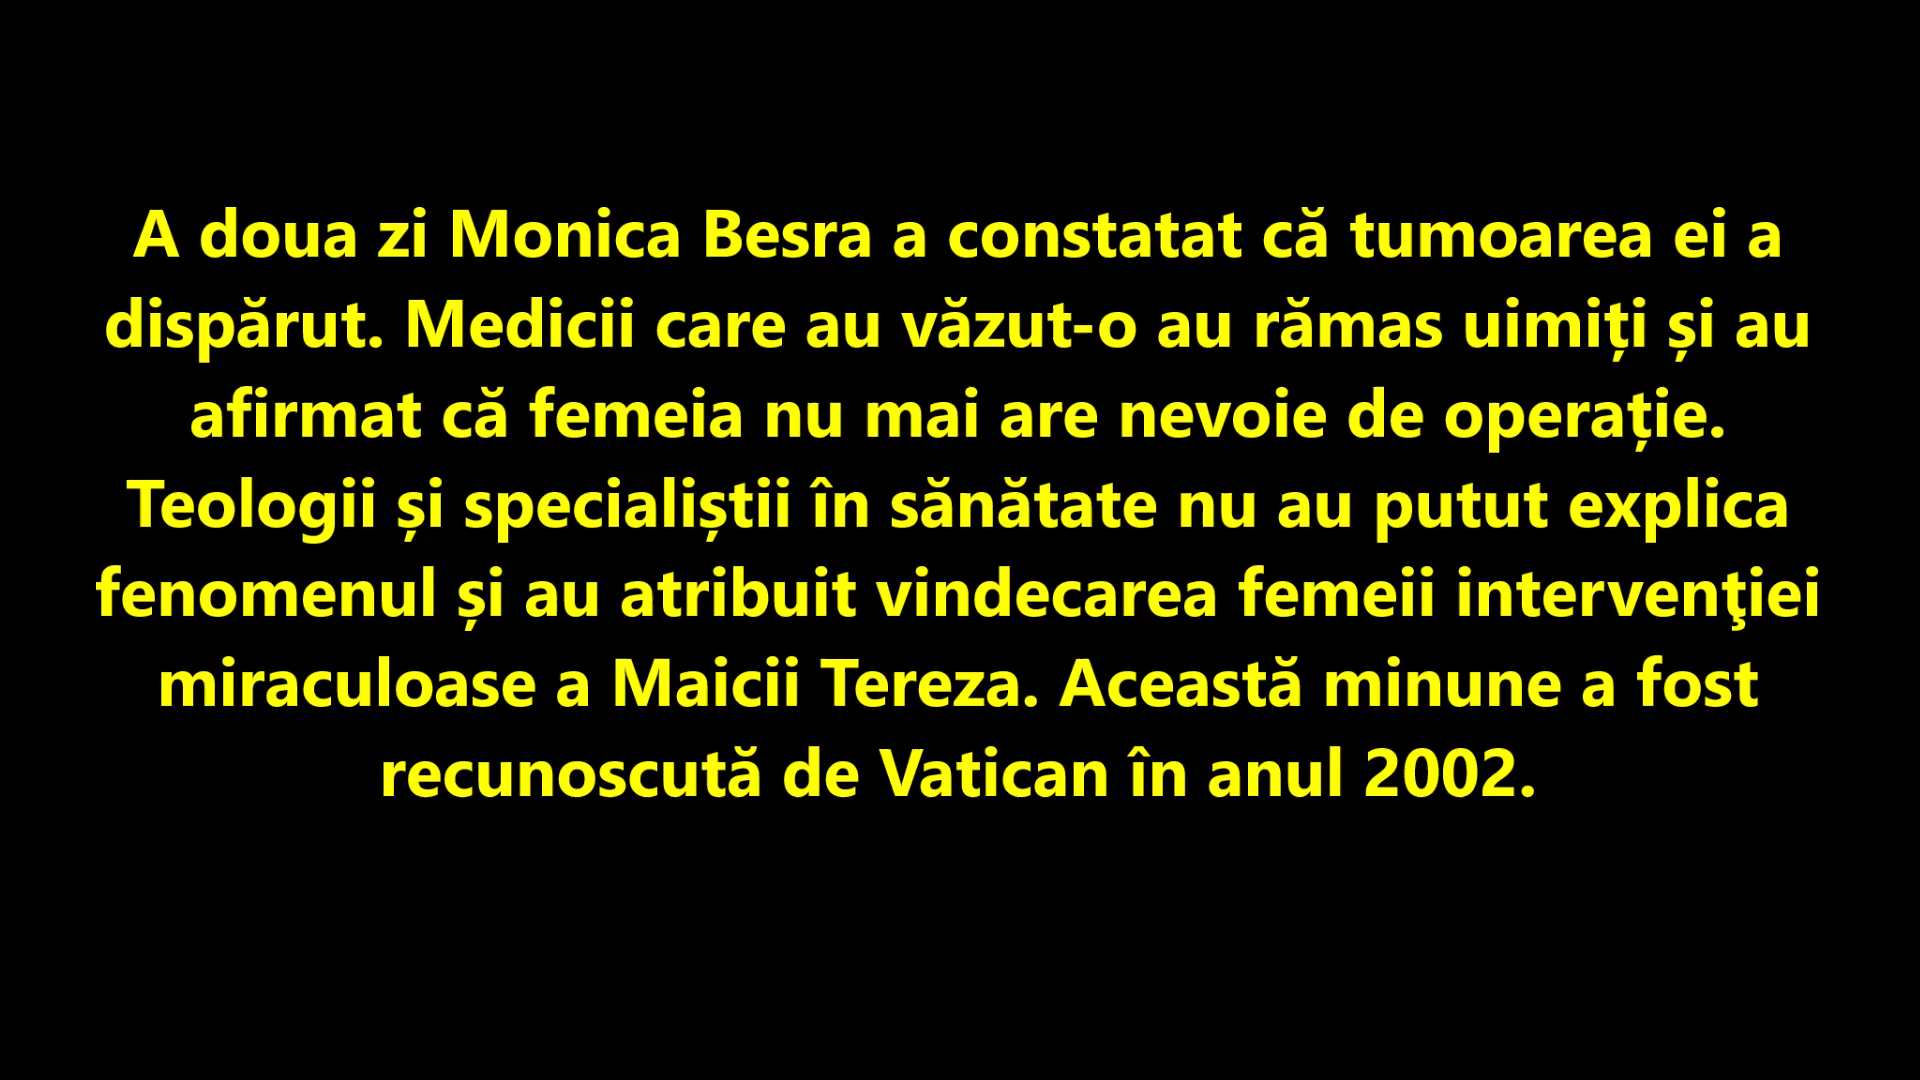 A doua zi Monica Besra a constatat că tumoarea ei a
dispărut. Medicii care au văzut-o au rămas uimiți și au
afirmat că femeia nu mai are nevoie de operație.
Teologii și specialiștii în sănătate nu au putut explica
fenomenul și au atribuit vindecarea femeii intervenţiei
miraculoase a Maicii Tereza. Această minune a fost
recunoscută de Vatican în anul 2002.